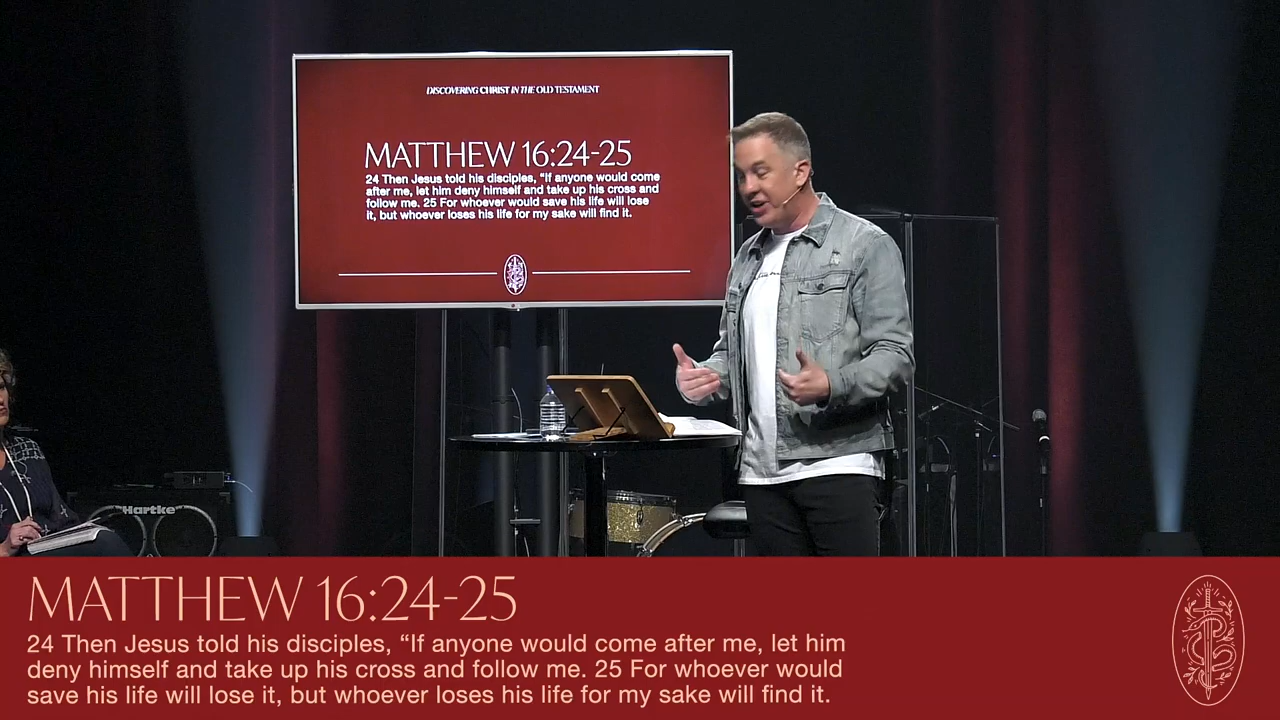 DISCOVERING CHRIST IN THE OLD TESTAMENT
MATTHEW 16:24-25
24 Then Jesus told his disciples, “If anyone would come
after me, let him deny himself and take up his cross and
follow me. 25 For whoever would save his life will lose
it, but whoever loses his life for my sake will find it.
Hartke
MATTHEW 16:24-25
24 Then Jesus told his disciples, “If anyone would come after me, let him
deny himself and take up his cross and follow me. 25 For whoever would
save his life will lose it, but whoever loses his life for my sake will find it.